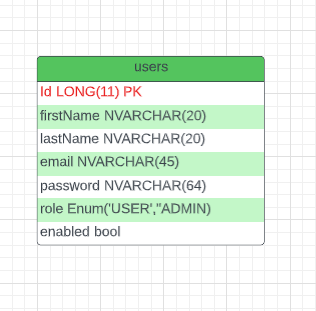 users
Id LONG(11) PK
firstName NVARCHAR(20)
lastName NVARCHAR(20)
email NVARCHAR(45)
password NVARCHAR(64)
role Enum('USER',"ADMIN)
enabled bool